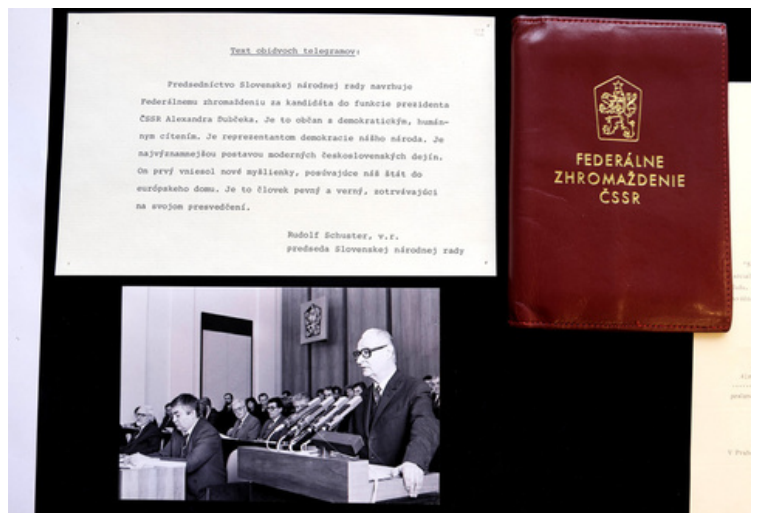 Text obidvoch telegramov:
Predsedníctvo Slovenskej národnej rady navrhuje
Federálnemu zhromaždeniu za kandidáta do funkcie prezidenta
ČSSR Alexandra Dubčeka. Je to občan s demokratickým, humán-
nym cítením. Je reprezentantom demokracie nášho národa. Je
najvýznamnejšou postavou moderných československých dejín.
On prvý vniesol nové myšlienky, posúvajúce náš štát do
európskeho domu. Je to človek pevný a verný, zotrvávajúci
na svojom presvedčení.
Rudolf Schuster, v.r.
predseda Slovenskej národnej rady
FEDERÁLNE
ZHROMAŽDENIE
ČSSR